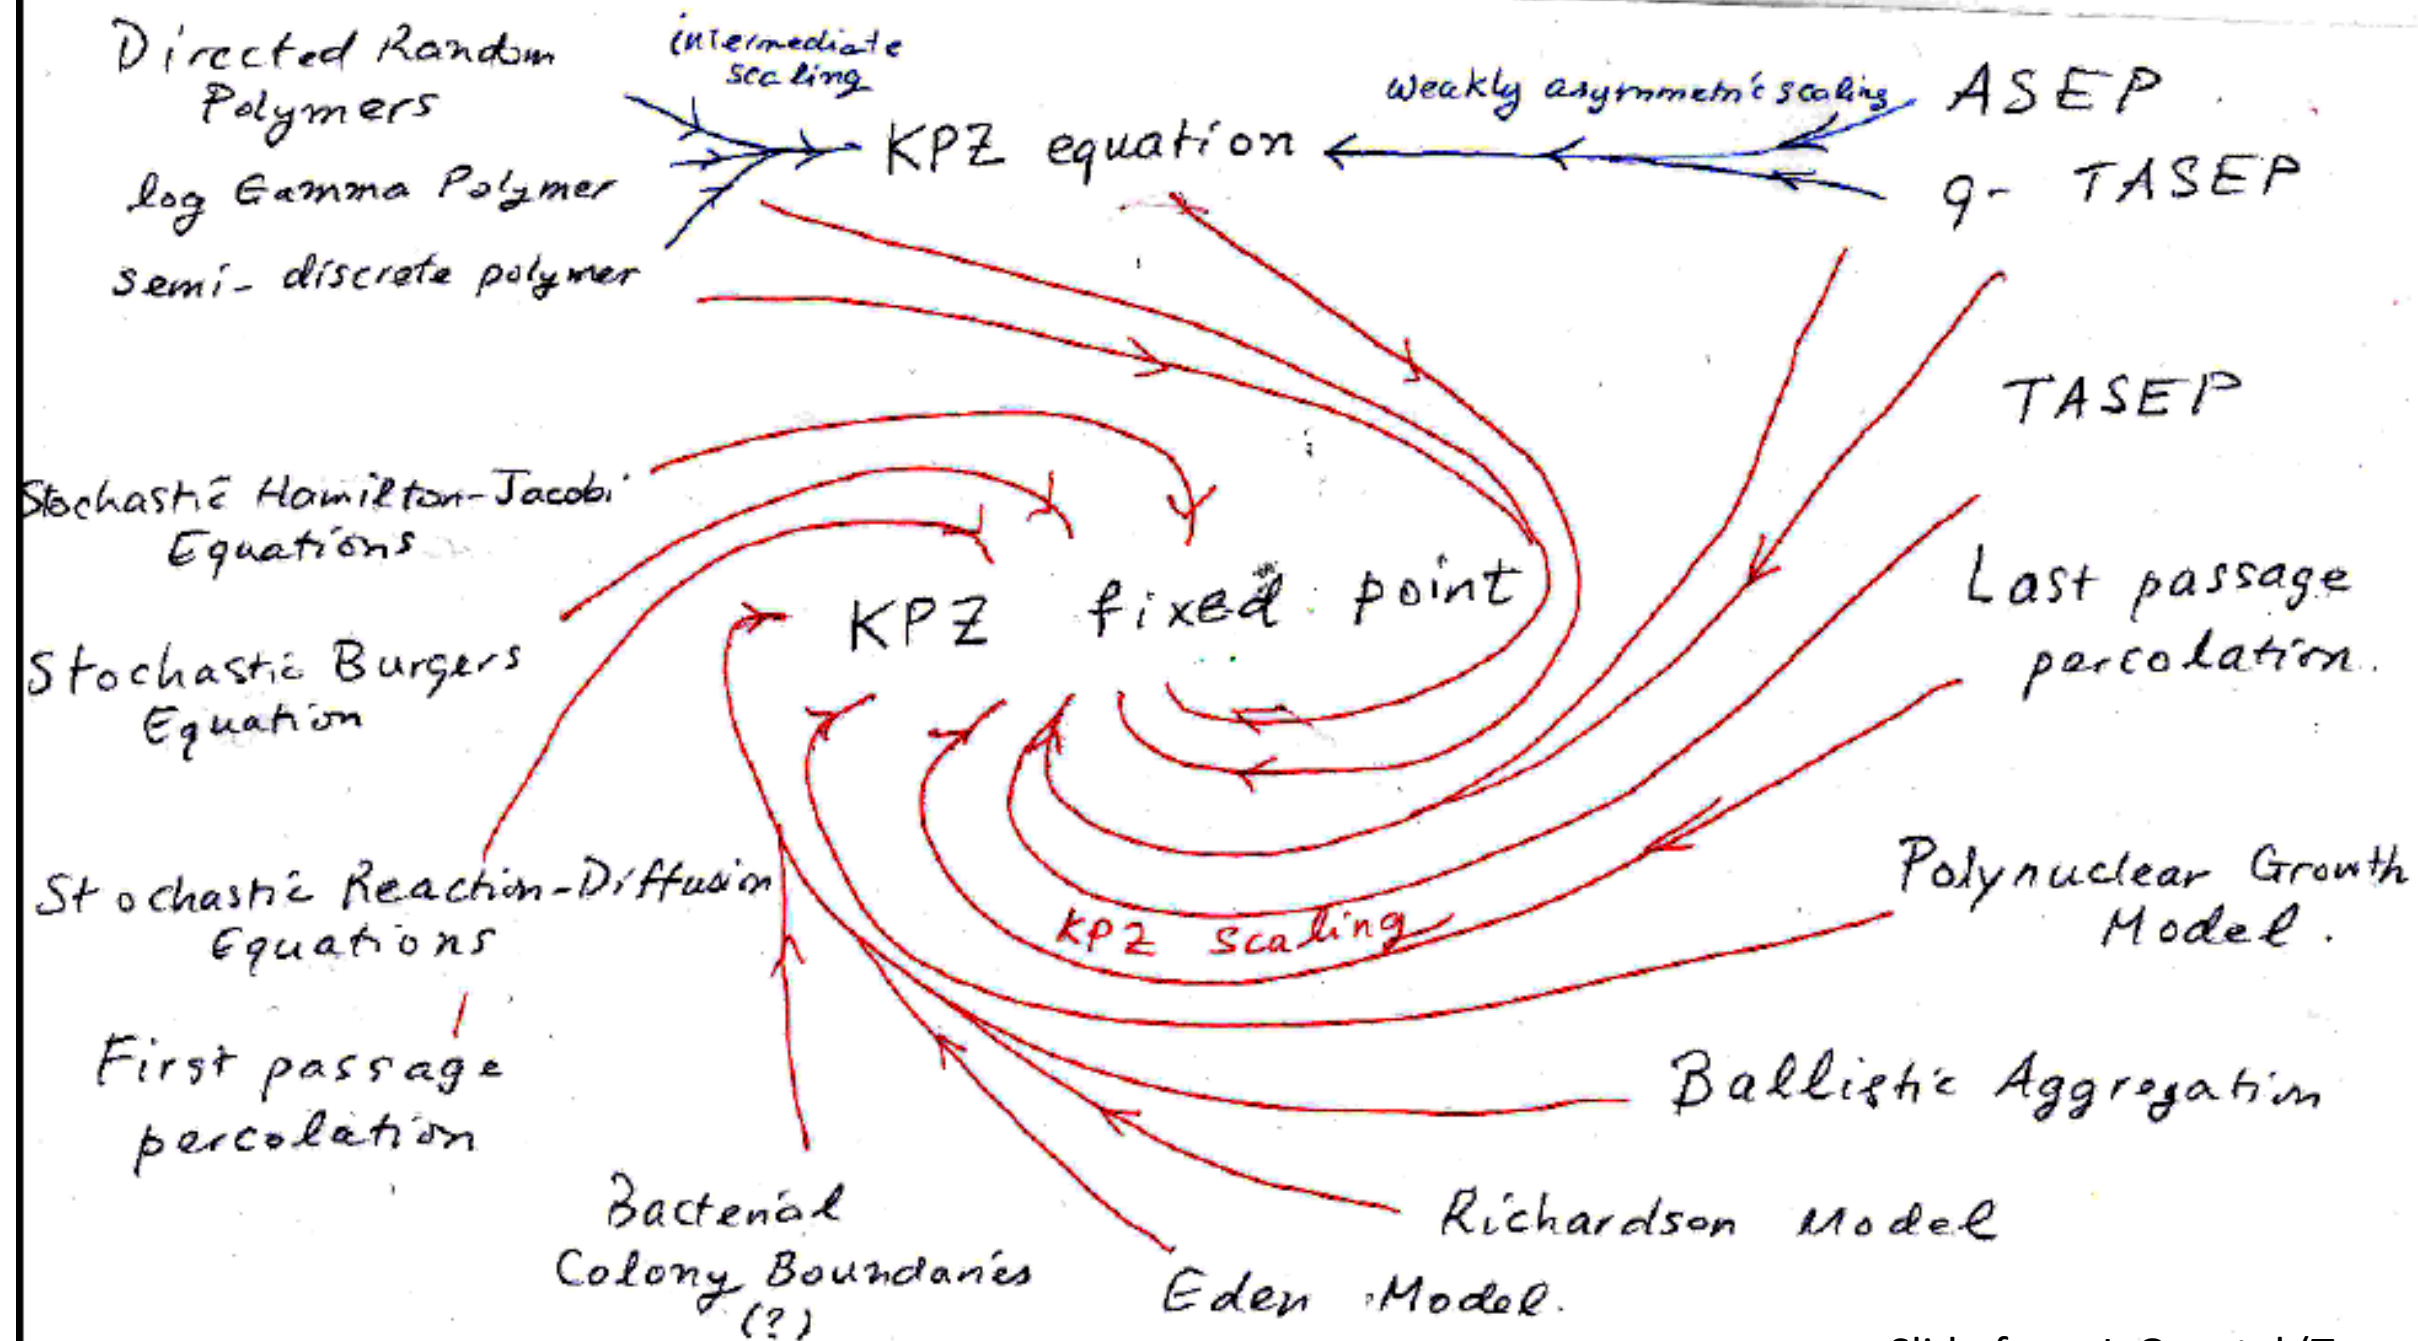 Directed Random
Polymers
log Gamma Polymer
semi-discrete polymer
intermediate
scaling
KPZ equation
weakly asymmetric scaling
ASEP
q-TASEP
TASEP
Stochastic Hamilton-Jacobi
Equations
KPZ fixed point
Last passage
percolation.
Stochastic Burgers
Equation
Stochastic Reaction-Diffusion
Equations
KPZ scaling
Polynuclear Growth
Model.
First passage
percolation
Ballistic Aggregation
Bacterial
Colony Boundaries
(?)
Richardson Model
Eden Model.